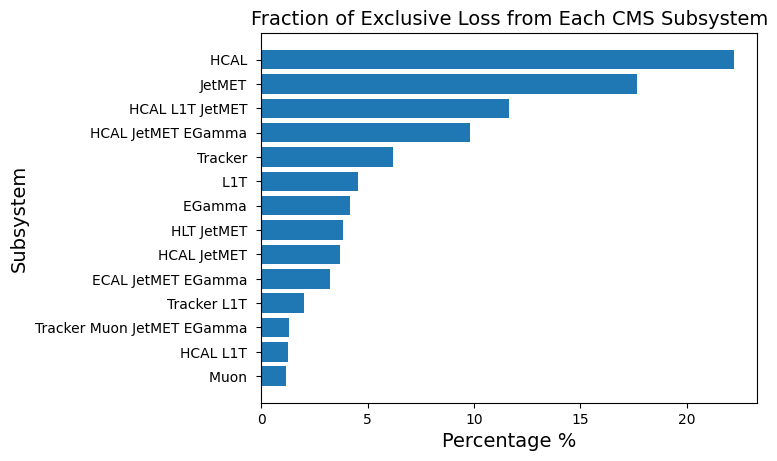 Fraction of Exclusive Loss from Each CMS Subsystem
HCAL
JetMET
HCAL L1T JetMET
HCAL JetMET EGamma
Tracker
L1T
EGamma
HLT JetMET
HCAL JetMET
ECAL JetMET EGamma
Tracker L1T
Tracker Muon JetMET EGamma
HCAL L1T
Muon
Subsystem
0 5 10 15 20
Percentage %